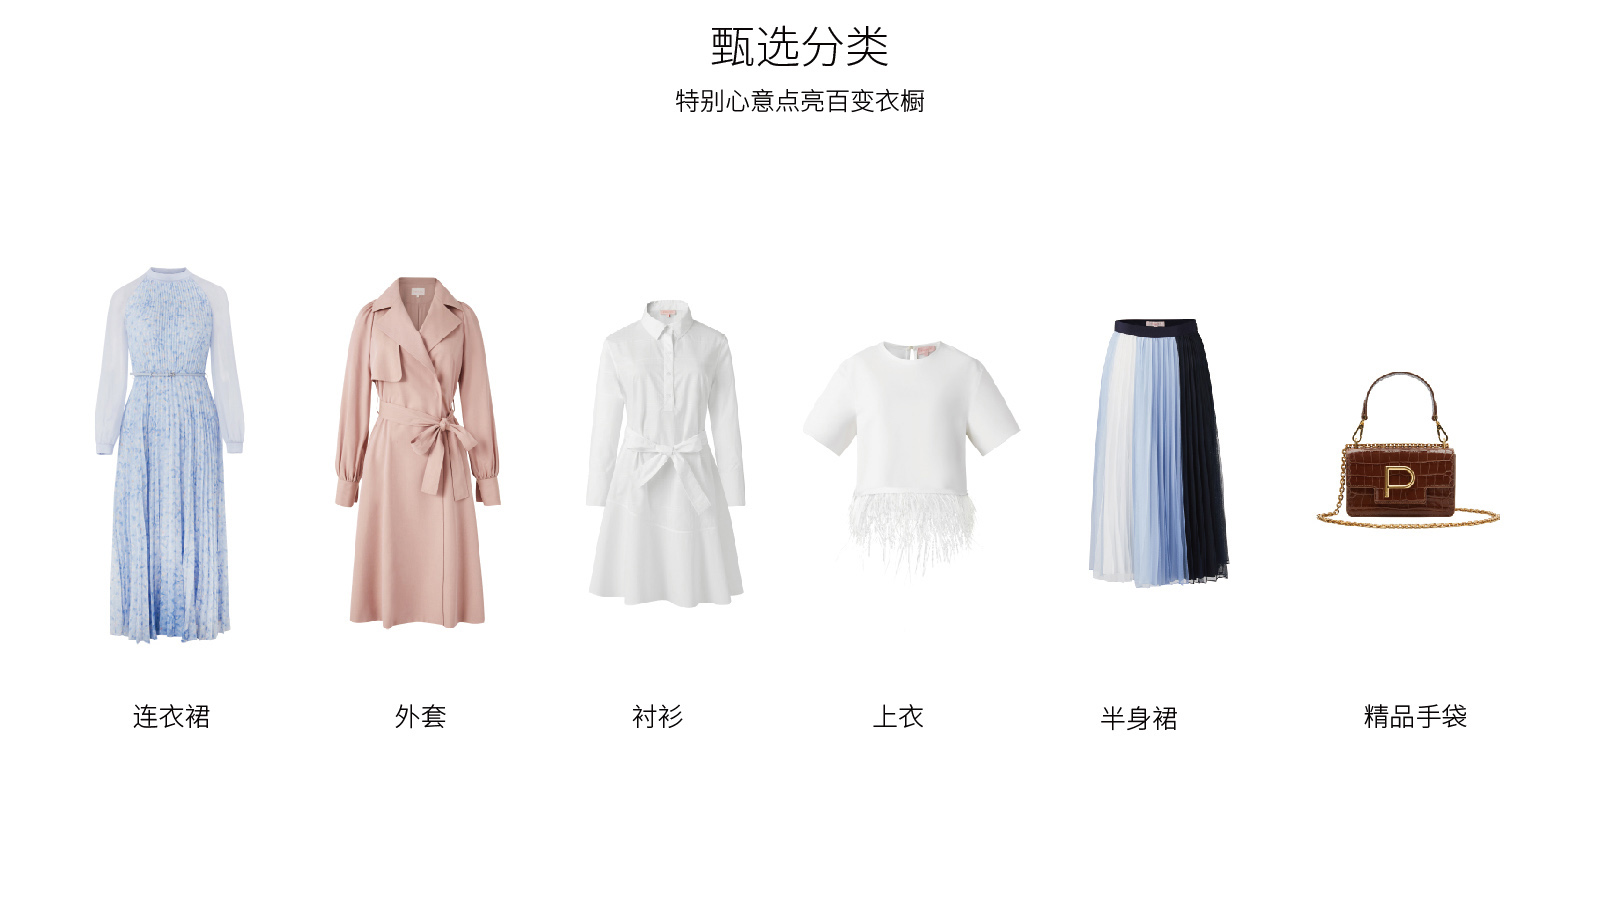 甄选分类
特别心意点亮百变衣橱
P
连衣裙
外套
衬衫
上衣
半身裙
精品手袋